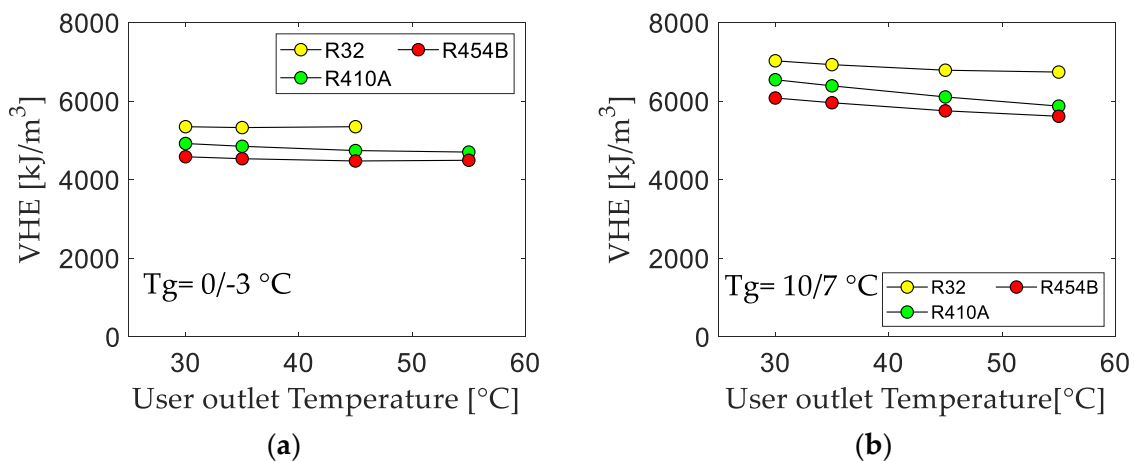 8000
6000
4000
2000
0
VHE [kJ/m³]
R32
R454B
R410A
Tg= 0/-3 °C
30
40
50
60
User outlet Temperature [°C]
(a)
8000
6000
4000
2000
0
VHE [kJ/m³]
Tg= 10/7 °C
R32
R454B
R410A
30
40
50
60
User outlet Temperature[°C]
(b)